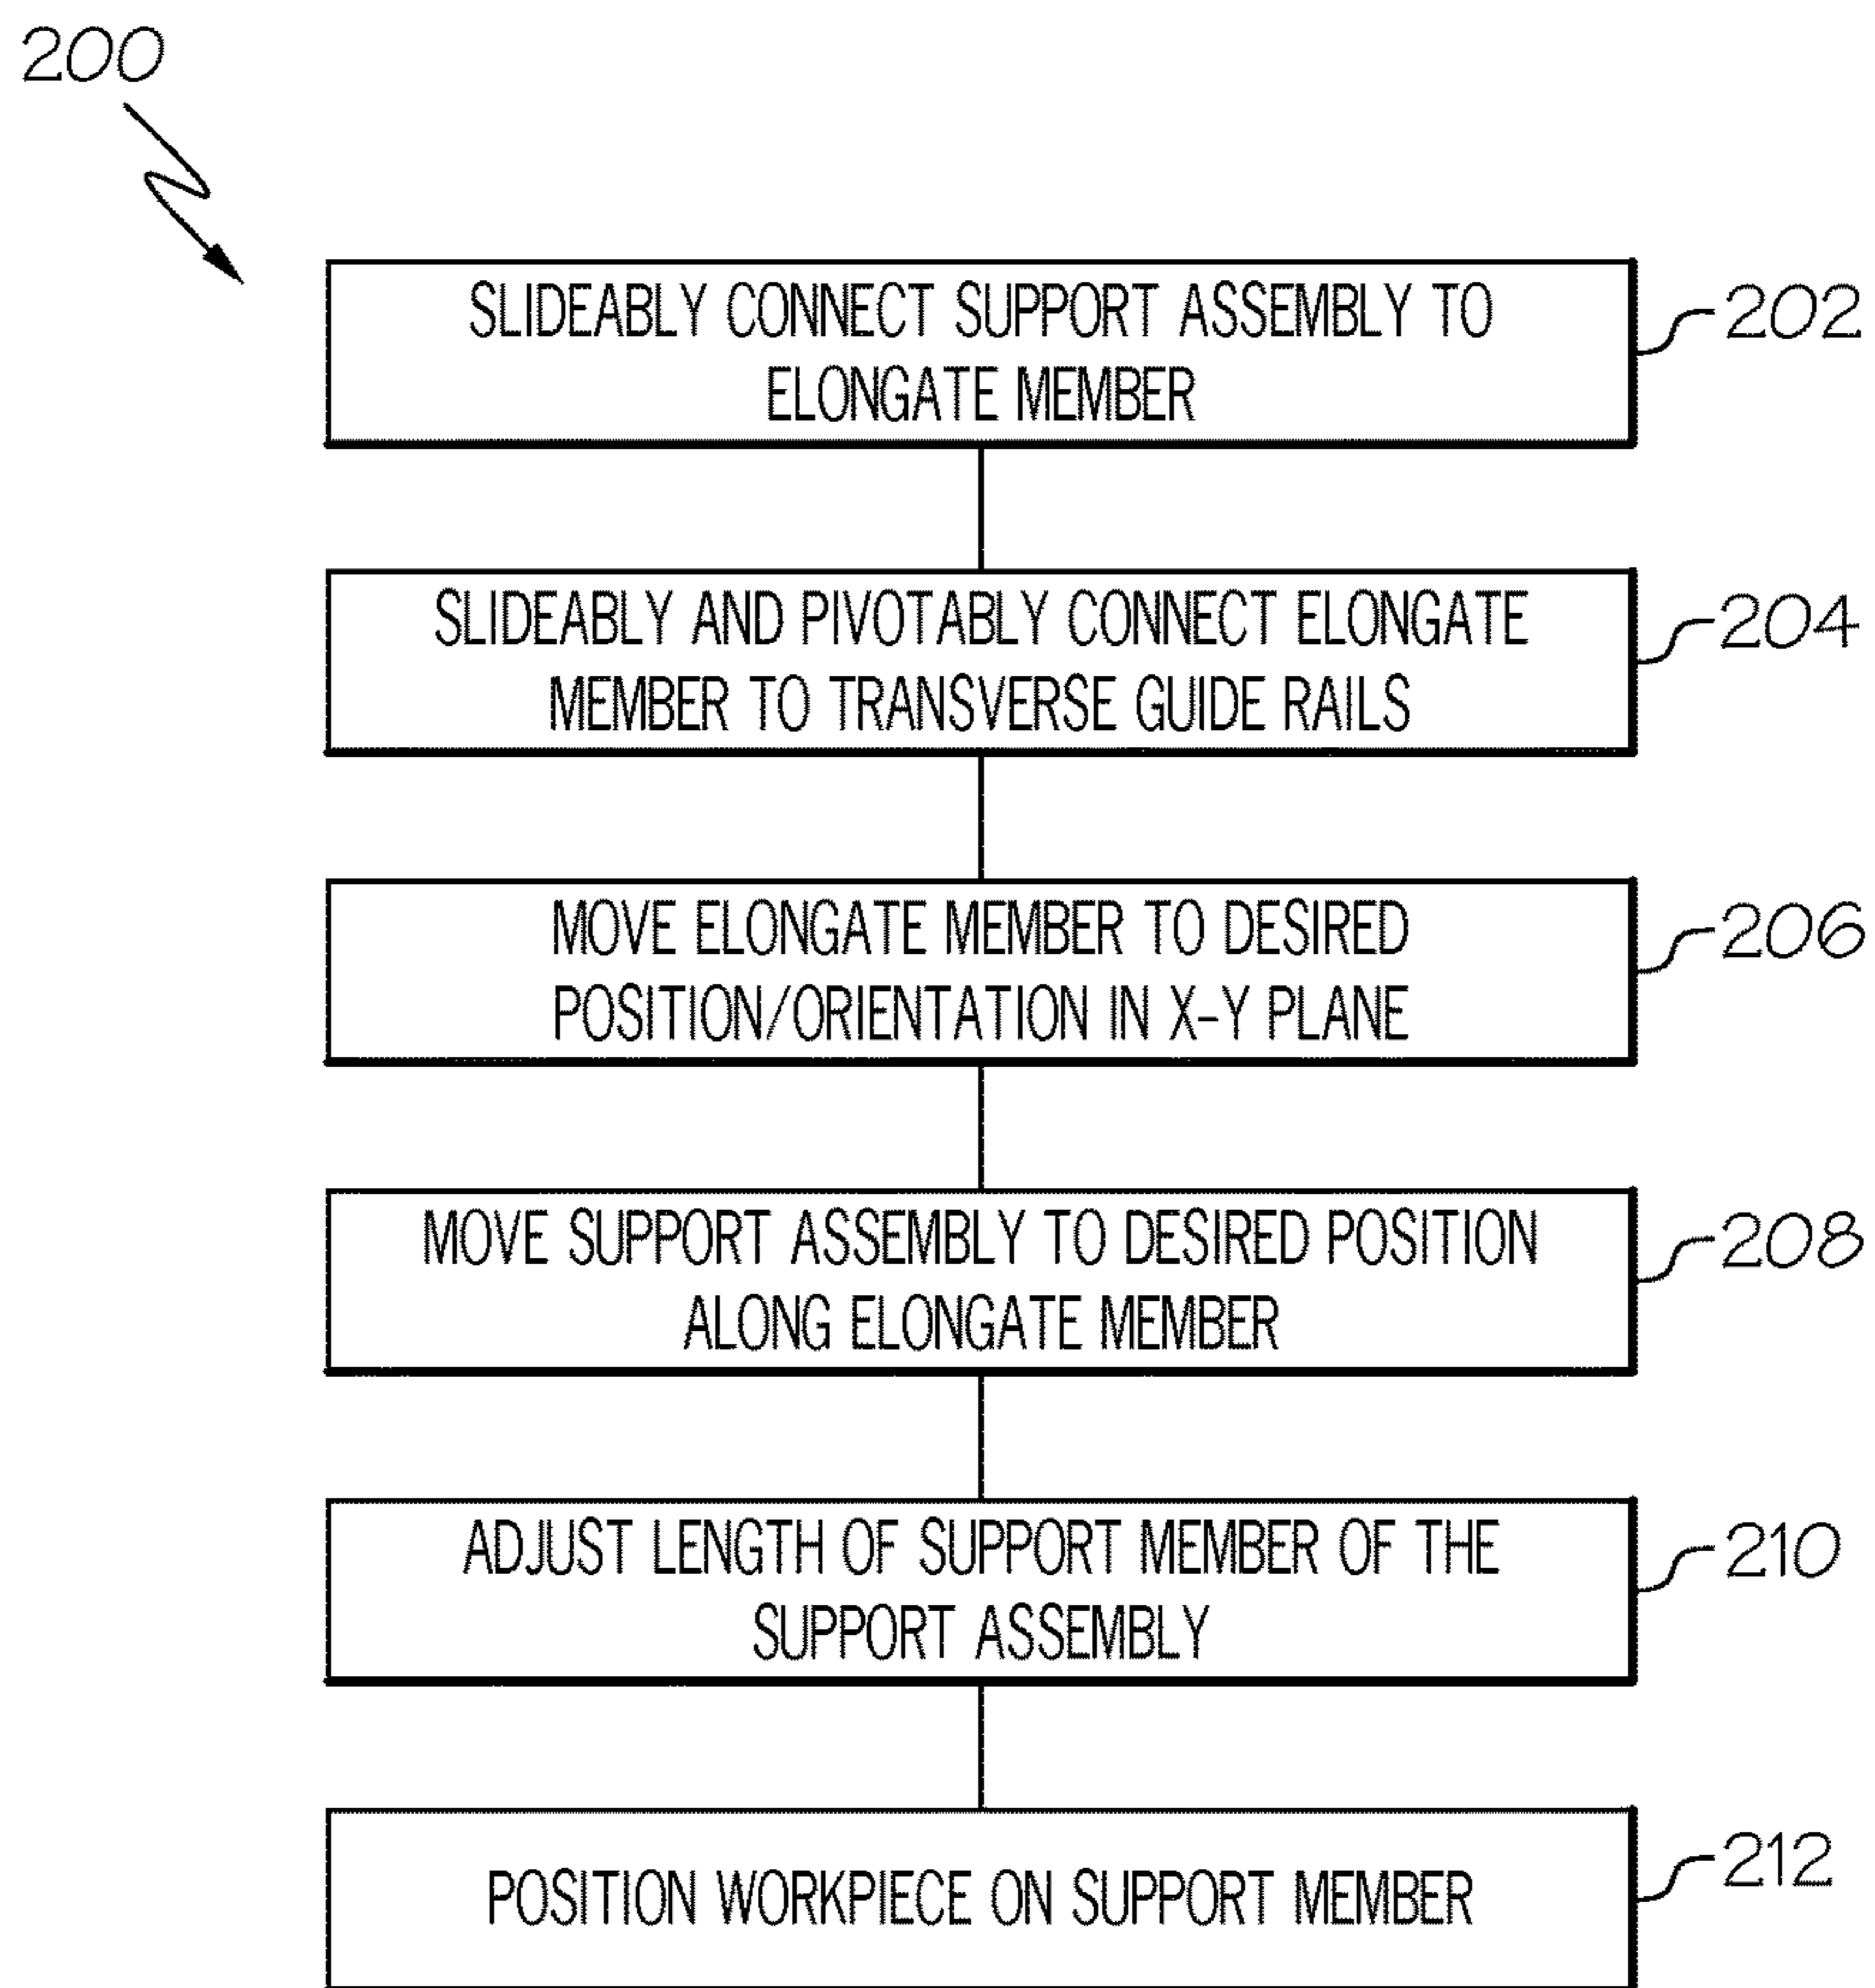 200
SLIDEABLY CONNECT SUPPORT ASSEMBLY TO
ELONGATE MEMBER
202
SLIDEABLY AND PIVOTABLY CONNECT ELONGATE
MEMBER TO TRANSVERSE GUIDE RAILS
204
MOVE ELONGATE MEMBER TO DESIRED
POSITION/ORIENTATION IN X-Y PLANE
206
MOVE SUPPORT ASSEMBLY TO DESIRED POSITION
ALONG ELONGATE MEMBER
208
ADJUST LENGTH OF SUPPORT MEMBER OF THE
SUPPORT ASSEMBLY
210
POSITION WORKPIECE ON SUPPORT MEMBER
212